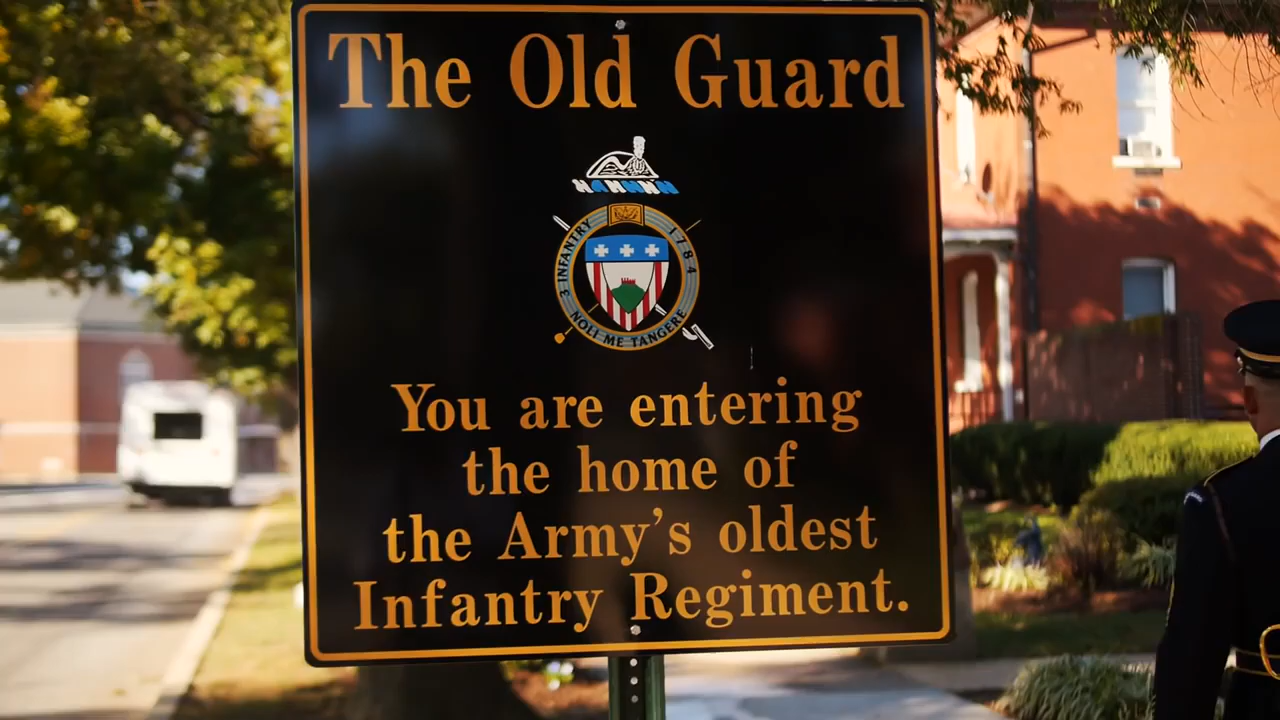 The Old Guard
3 INFANTRY 1784
NOLI ME TANGERE
You are entering
the home of
the Army's oldest
Infantry Regiment.